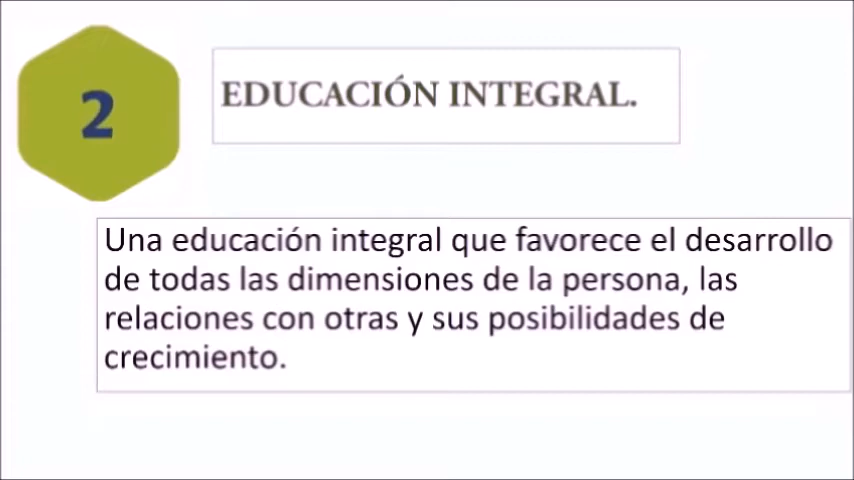 2
EDUCACIÓN INTEGRAL.
Una educación integral que favorece el desarrollo
de todas las dimensiones de la persona, las
relaciones con otras y sus posibilidades de
crecimiento.